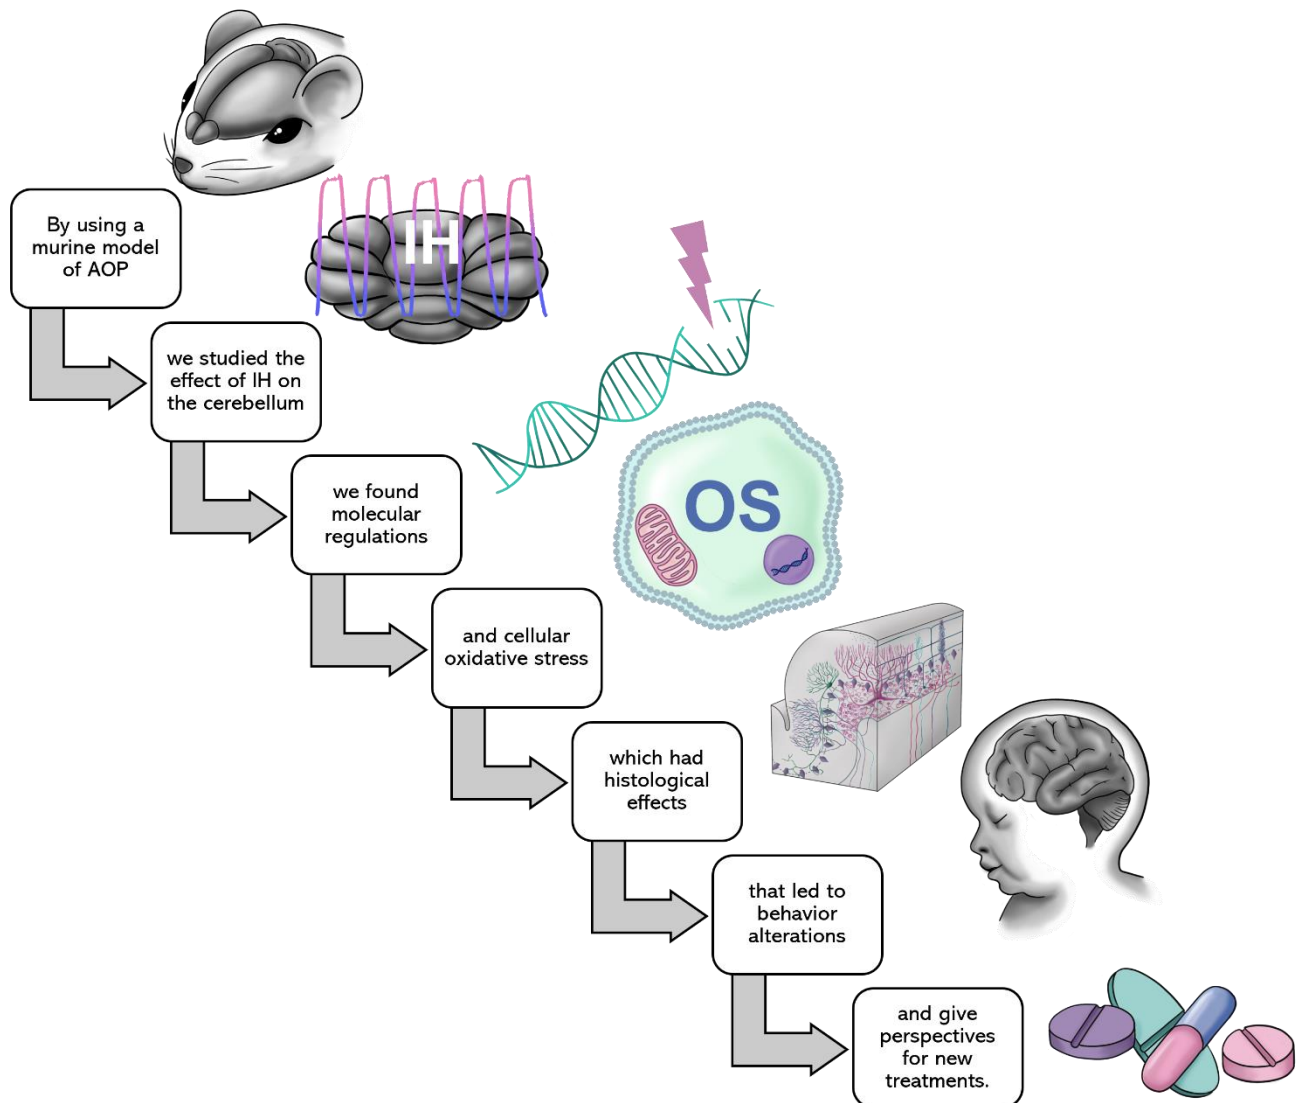 By using a
murine model
of AOP
IH
we studied the
effect of IH on
the cerebellum
we found
molecular
regulations
OS
and cellular
oxidative stress
which had
histological
effects
that led to
behavior
alterations
and give
perspectives
for new
treatments.